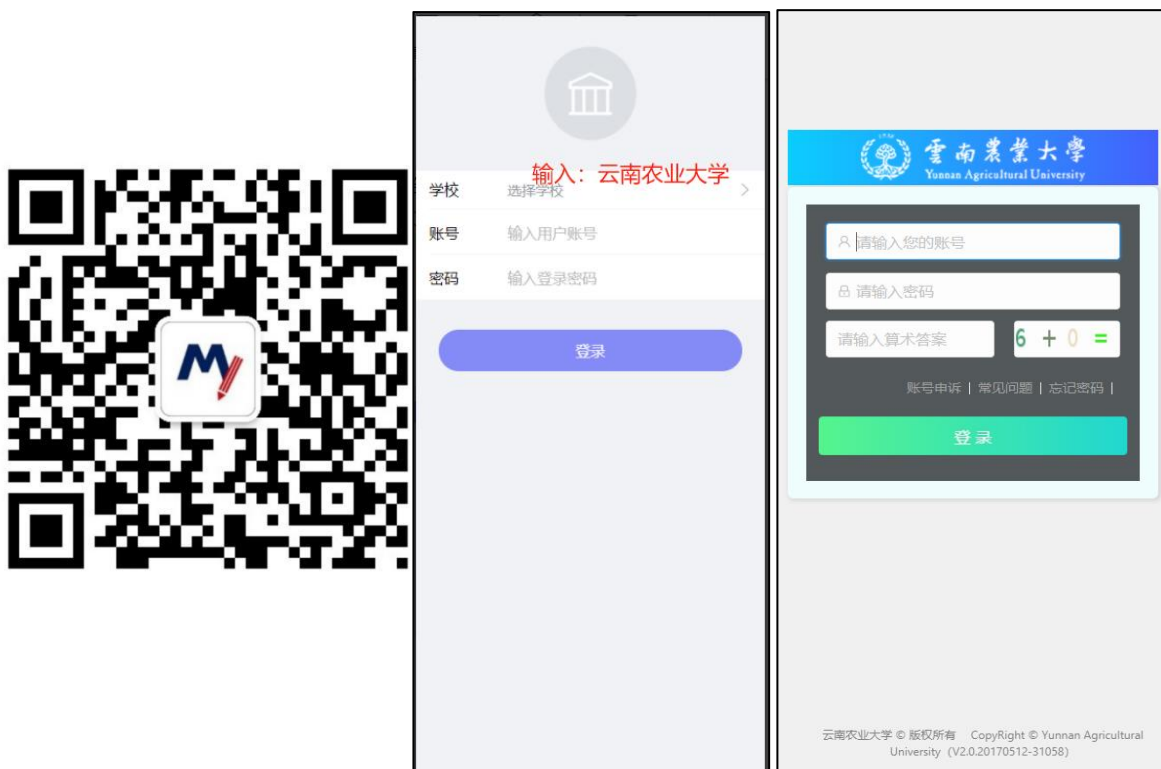 输入：云南农业大学
学校 选择学校 >
账号 输入用户账号
密码 输入登录密码
登录
雲南農業大學
Yunnan Agricultural University
请输入您的账号
请输入密码
请输入算术答案 6 + 0 =
账号申诉 | 常见问题 | 忘记密码 |
登录
云南农业大学 © 版权所有 CopyRight © Yunnan Agricultural
University (V2.0.20170512-31058)